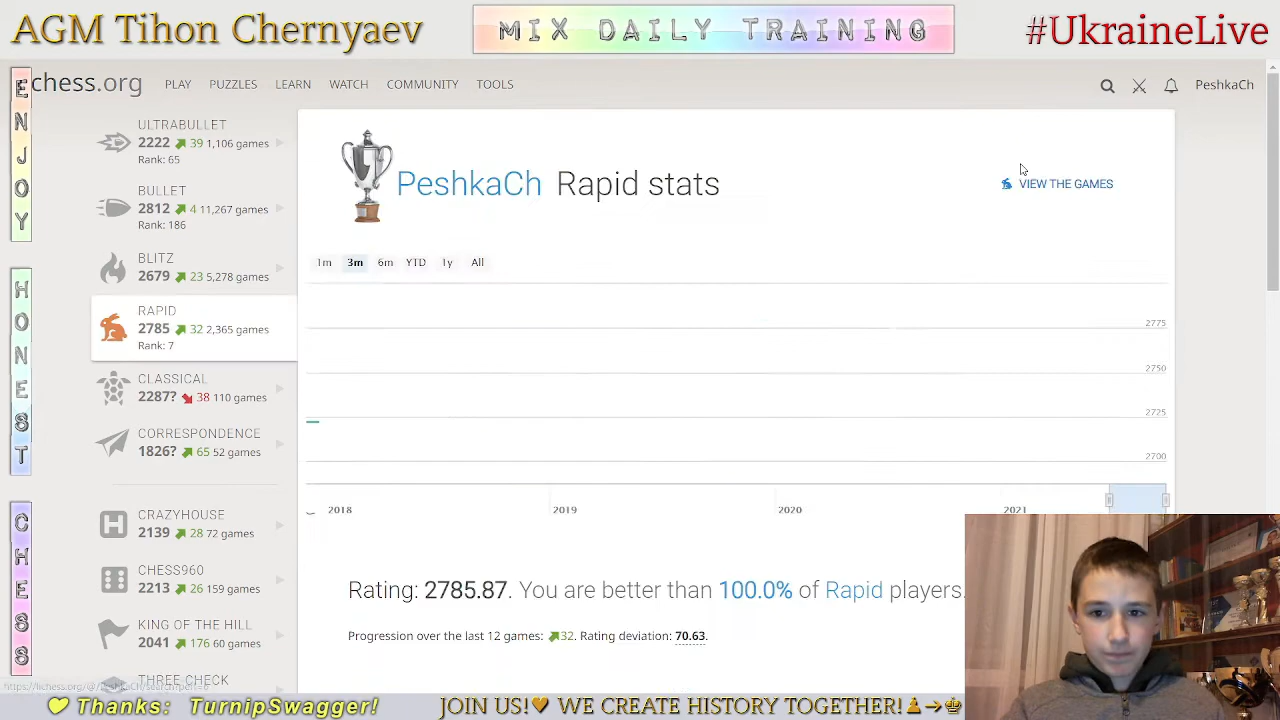 AGM Tihon Chernyaev
MIX DAILY TRAINING
#UkraineLive
ENJOY
HONEST
CHESS
chess.org
PLAY
PUZZLES
LEARN
WATCH
COMMUNITY
TOOLS
PeshkaCh
ULTRABULLET
2222 39 1,106 games
Rank: 65
BULLET
2812 4 11,267 games
Rank: 186
BLITZ
2679 23 5,278 games
RAPID
2785 32 2,365 games
Rank: 7
CLASSICAL
2287? 38 110 games
CORRESPONDENCE
1826? 65 52 games
CRAZYHOUSE
2139 28 72 games
CHESS960
2213 26 159 games
KING OF THE HILL
2041 176 60 games
THREE CHECK
PeshkaCh Rapid stats
VIEW THE GAMES
1m 3m 6m YTD 1y All
2775
2750
2725
2700
2018 2019 2020 2021
Rating: 2785.87. You are better than 100.0% of Rapid players.
Progression over the last 12 games: 32. Rating deviation: 70.63.
Thanks: TurnipSwagger!
JOIN US! WE CREATE HISTORY TOGETHER!